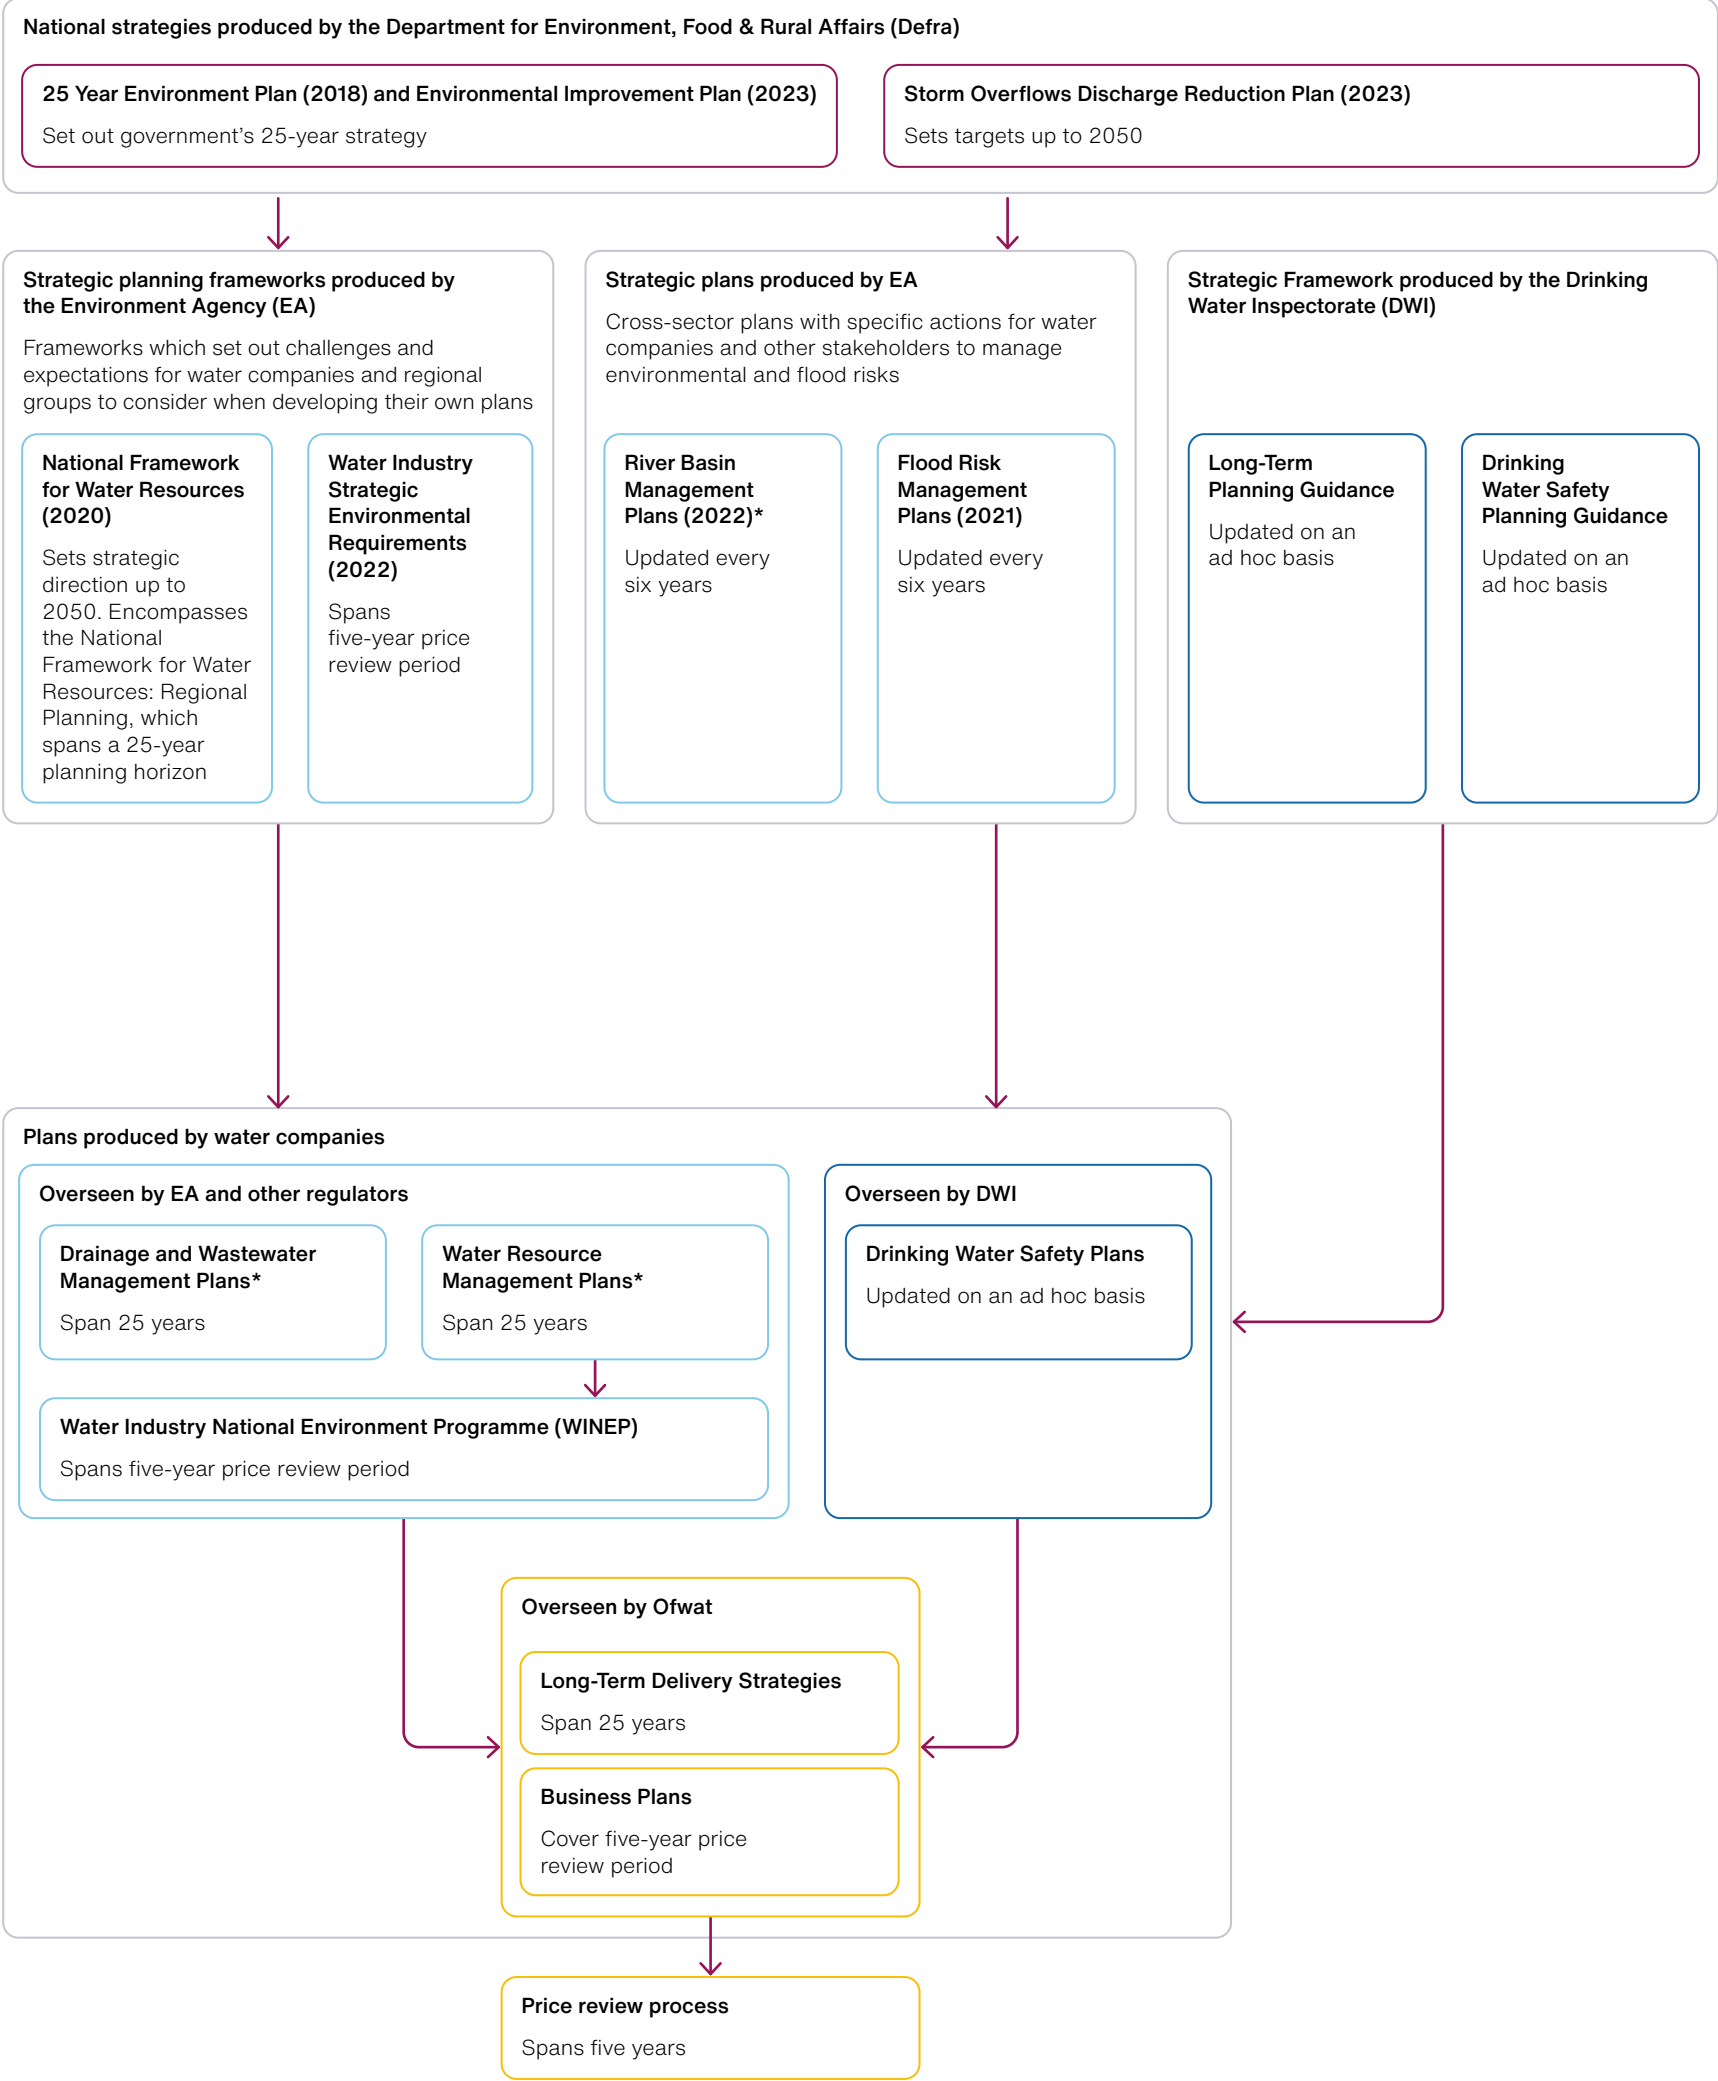 National strategies produced by the Department for Environment, Food & Rural Affairs (Defra)
25 Year Environment Plan (2018) and Environmental Improvement Plan (2023)
Set out government’s 25-year strategy
Storm Overflows Discharge Reduction Plan (2023)
Sets targets up to 2050
Strategic planning frameworks produced by
the Environment Agency (EA)
Frameworks which set out challenges and
expectations for water companies and regional
groups to consider when developing their own plans
National Framework
for Water Resources
(2020)
Sets strategic
direction up to
2050. Encompasses
the National
Framework for Water
Resources: Regional
Planning, which
spans a 25-year
planning horizon
Water Industry
Strategic
Environmental
Requirements
(2022)
Spans
five-year price
review period
Strategic plans produced by EA
Cross-sector plans with specific actions for water
companies and other stakeholders to manage
environmental and flood risks
River Basin
Management
Plans (2022)*
Updated every
six years
Flood Risk
Management
Plans (2021)
Updated every
six years
Strategic Framework produced by the Drinking
Water Inspectorate (DWI)
Long-Term
Planning Guidance
Updated on an
ad hoc basis
Drinking
Water Safety
Planning Guidance
Updated on an
ad hoc basis
Plans produced by water companies
Overseen by EA and other regulators
Drainage and Wastewater
Management Plans*
Span 25 years
Water Resource
Management Plans*
Span 25 years
Water Industry National Environment Programme (WINEP)
Spans five-year price review period
Overseen by DWI
Drinking Water Safety Plans
Updated on an ad hoc basis
Overseen by Ofwat
Long-Term Delivery Strategies
Span 25 years
Business Plans
Cover five-year price
review period
Price review process
Spans five years